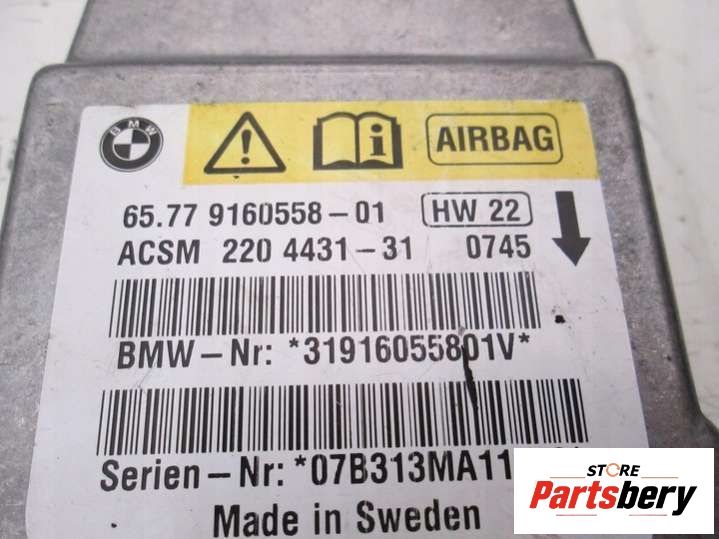 BMW
AIRBAG
65.77 9160558-01 HW 22
ACSM 220 4431-31 0745
BMW-Nr: *31916055801V*
Serien-Nr: *07B313MA11
Made in Sweden
STORE
Partsbery